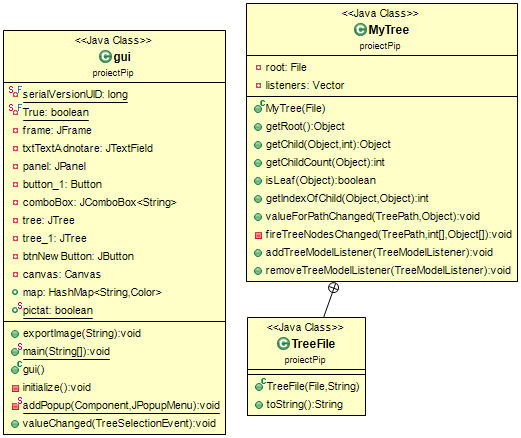 <<Java Class>>
gui
proiectPip
serialVersionUID: long
True: boolean
frame: JFrame
txtTextAdnotare: JTextField
panel: JPanel
button_1: Button
comboBox: JComboBox<String>
tree: JTree
tree_1: JTree
btnNewButton: JButton
canvas: Canvas
map: HashMap<String,Color>
pictat: boolean
exportImage(String):void
main(String[]):void
gui()
initialize():void
addPopup(Component,JPopupMenu):void
valueChanged(TreeSelectionEvent):void
<<Java Class>>
MyTree
proiectPip
root: File
listeners: Vector
MyTree(File)
getRoot():Object
getChild(Object,int):Object
getChildCount(Object):int
isLeaf(Object):boolean
getIndexOfChild(Object,Object):int
valueForPathChanged(TreePath,Object):void
fireTreeNodesChanged(TreePath,int[],Object[]):void
addTreeModelListener(TreeModelListener):void
removeTreeModelListener(TreeModelListener):void
<<Java Class>>
TreeFile
proiectPip
TreeFile(File,String)
toString():String